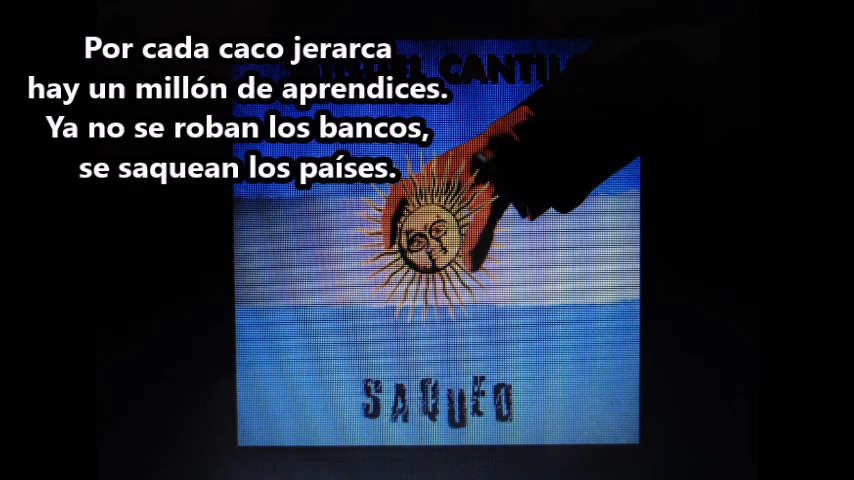 Por cada caco jerarca
hay un millón de aprendices.
Ya no se roban los bancos,
se saquean los países.
CANTIL
SAQUEO